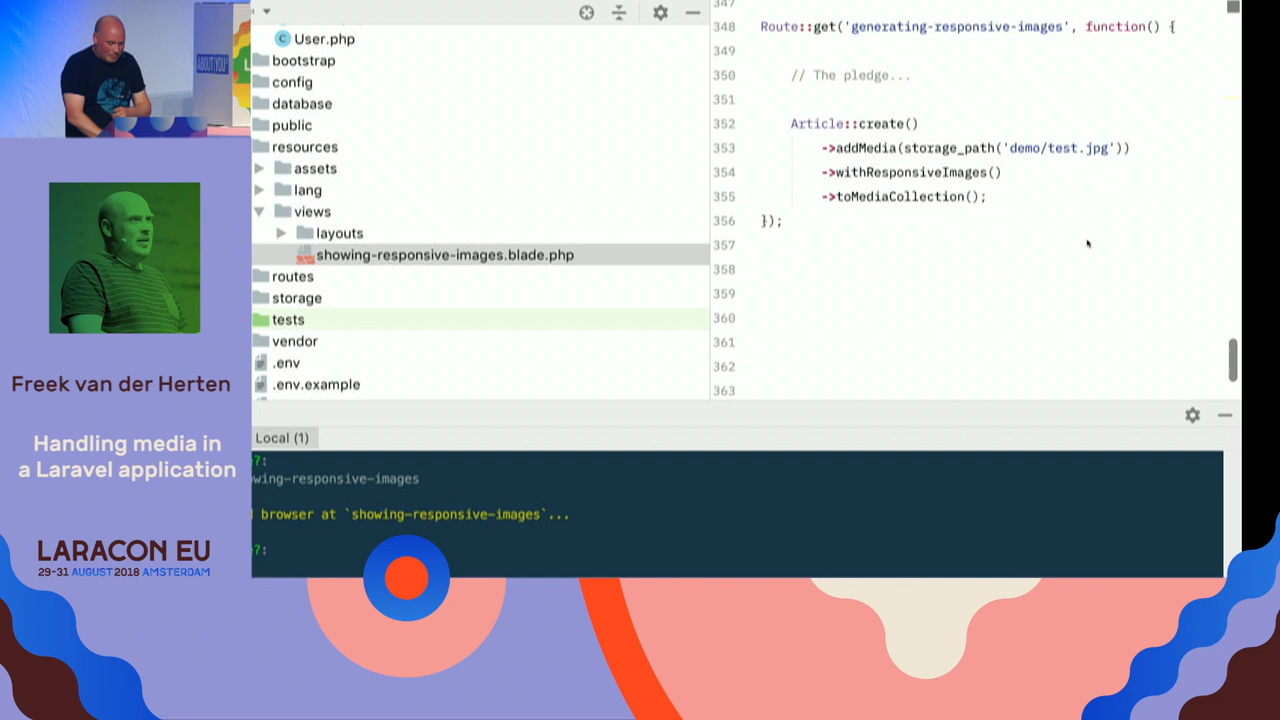 ABOUT YOU
Freek van der Herten
Handling media in
a Laravel application
LARACON EU
29-31 AUGUST 2018 AMSTERDAM
User.php
bootstrap
config
database
public
resources
assets
lang
views
layouts
showing-responsive-images.blade.php
routes
storage
tests
vendor
.env
.env.example
347
348 Route::get('generating-responsive-images', function() {
349
350 // The pledge...
351
352 Article::create()
353 ->addMedia(storage_path('demo/test.jpg'))
354 ->withResponsiveImages()
355 ->toMediaCollection();
356 });
357
358
359
360
361
362
363
Local (1)
?:
wing-responsive-images
browser at `showing-responsive-images`...
?: